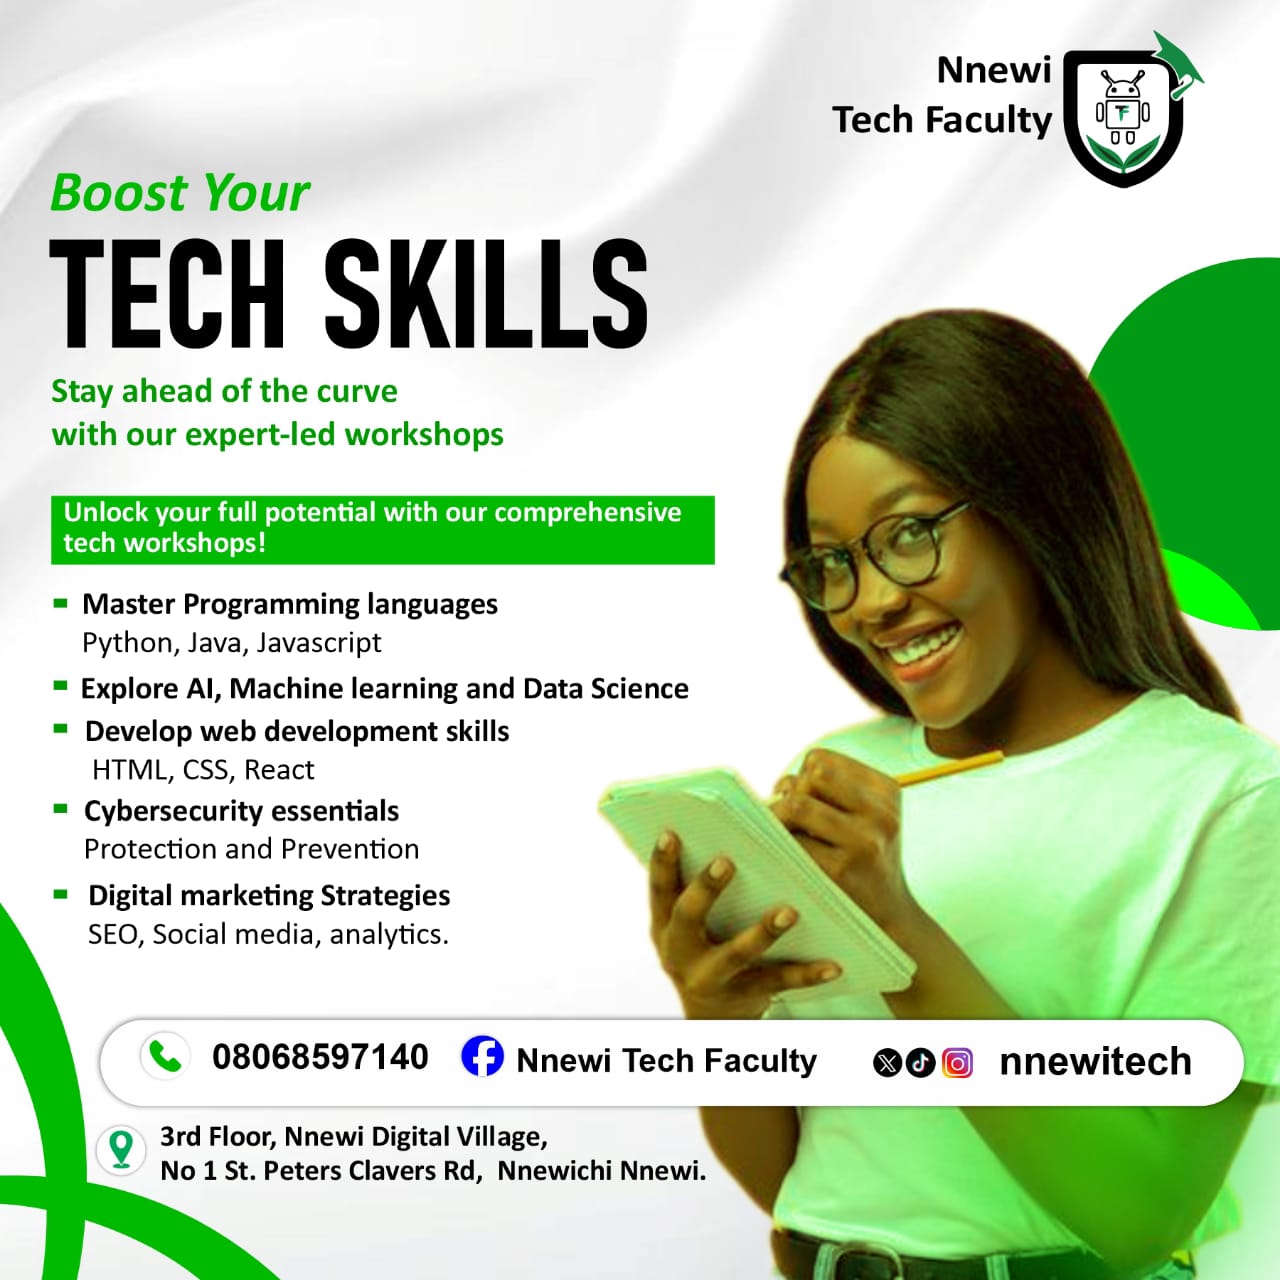 Nnewi
Tech Faculty
TF
Boost Your
TECH SKILLS
Stay ahead of the curve
with our expert-led workshops
Unlock your full potential with our comprehensive
tech workshops!
Master Programming languages
Python, Java, Javascript
Explore AI, Machine learning and Data Science
Develop web development skills
HTML, CSS, React
Cybersecurity essentials
Protection and Prevention
Digital marketing Strategies
SEO, Social media, analytics.
08068597140 Nnewi Tech Faculty nnewitech
3rd Floor, Nnewi Digital Village,
No 1 St. Peters Clavers Rd, Nnewichi Nnewi.